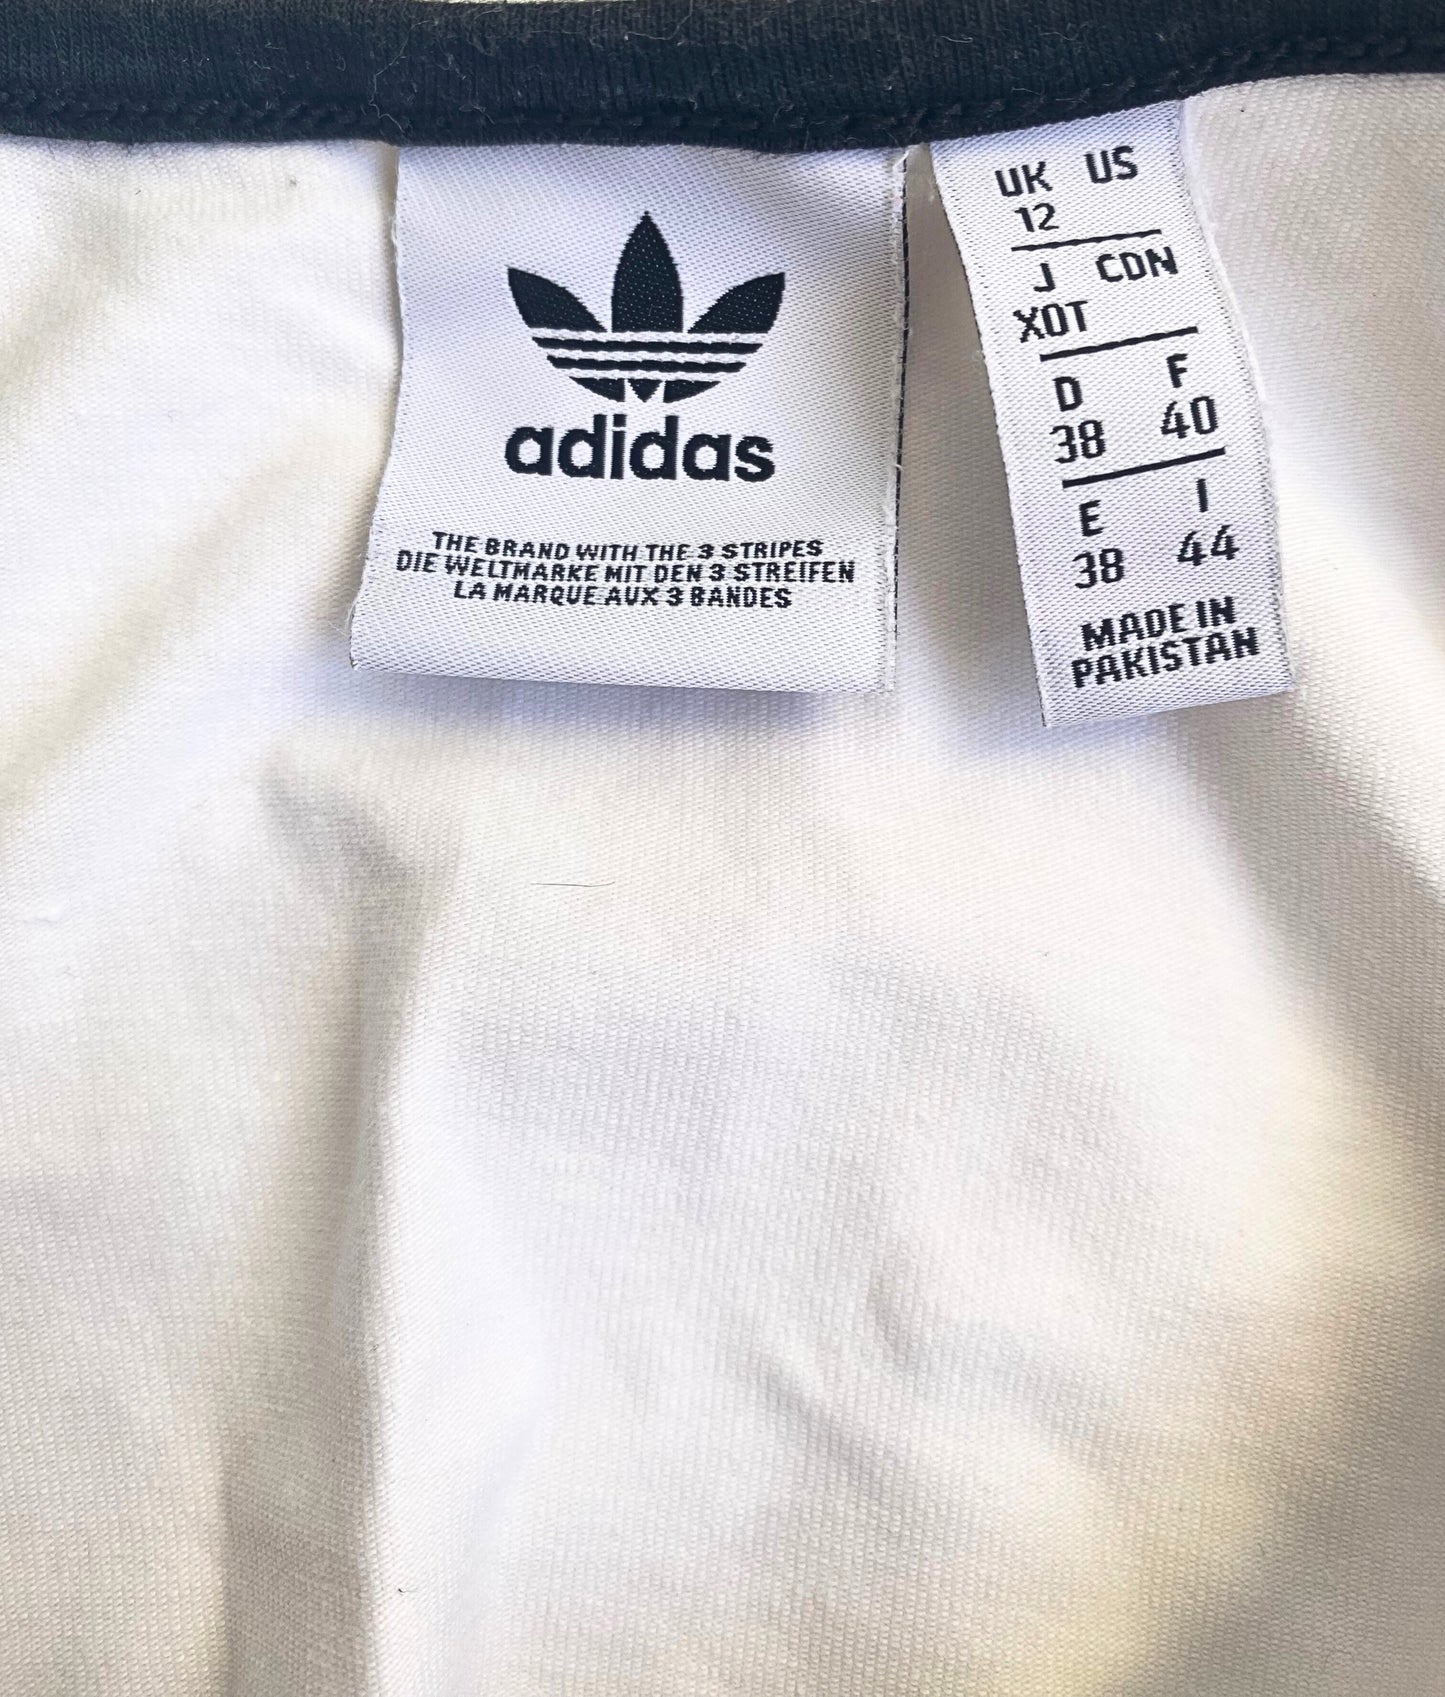 adidas
THE BRAND WITH THE 3 STRIPES
DIE WELTMARKE MIT DEN 3 STREIFEN
LA MARQUE AUX 3 BANDES
UK US
12
J CDN
XOT
D F
38 40
E I
38 44
MADE IN
PAKISTAN